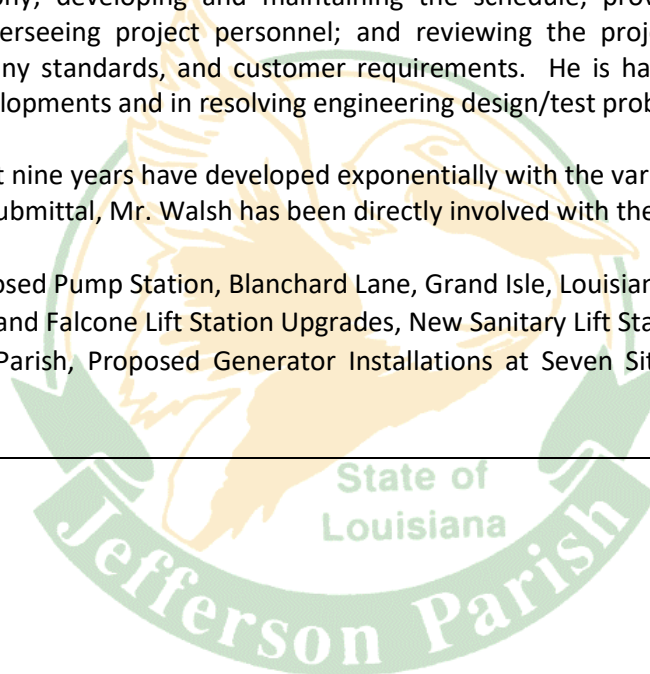 ony; developing and maintaining the schedule; prov
erseeing project personnel; and reviewing the proj
ny standards, and customer requirements. He is ha
lopments and in resolving engineering design/test prob
t nine years have developed exponentially with the var
ubmittal, Mr. Walsh has been directly involved with the
osed Pump Station, Blanchard Lane, Grand Isle, Louisian
and Falcone Lift Station Upgrades, New Sanitary Lift Sta
Parish, Proposed Generator Installations at Seven Sit
State of
Louisiana
Jefferson Parish